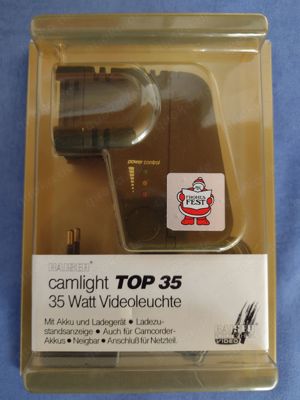 power control
FROHES
FEST
KAISER®
camlight TOP 35
35 Watt Videoleuchte
Mit Akku und Ladegerät ● Ladezu-
standsanzeige ● Auch für Camcorder-
Akkus ● Neigbar ● Anschluß für Netzteil.
KAISER
VIDEO